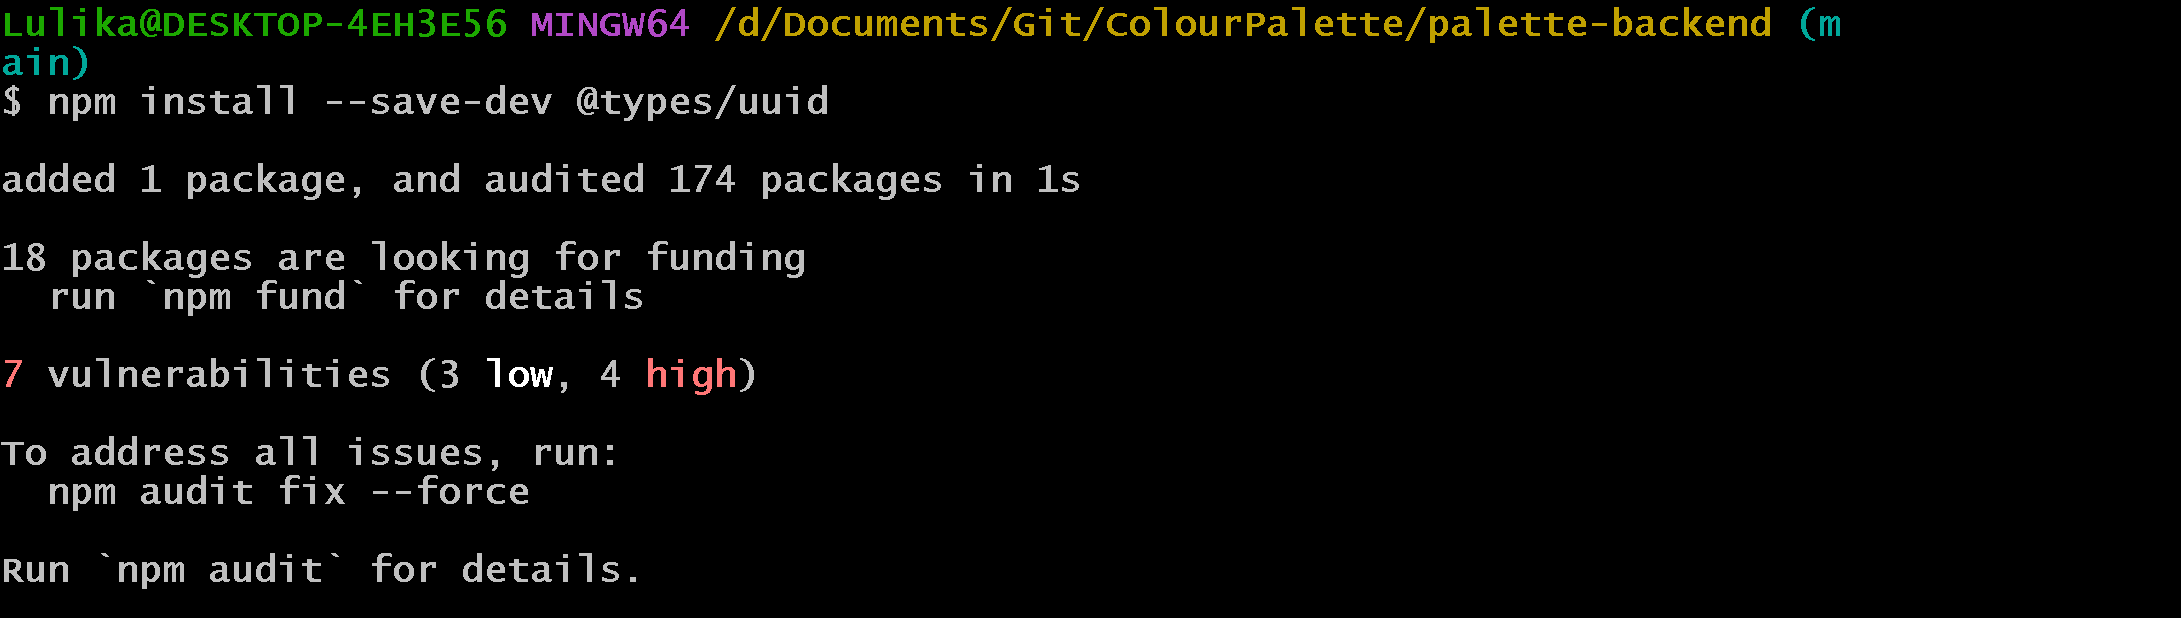 Lulika@DESKTOP-4EH3E56 MINGW64 /d/Documents/Git/ColourPalette/palette-backend (m
ain)
$ npm install --save-dev @types/uuid
added 1 package, and audited 174 packages in 1s
18 packages are looking for funding
  run `npm fund` for details
7 vulnerabilities (3 low, 4 high)
To address all issues, run:
  npm audit fix --force
Run `npm audit` for details.